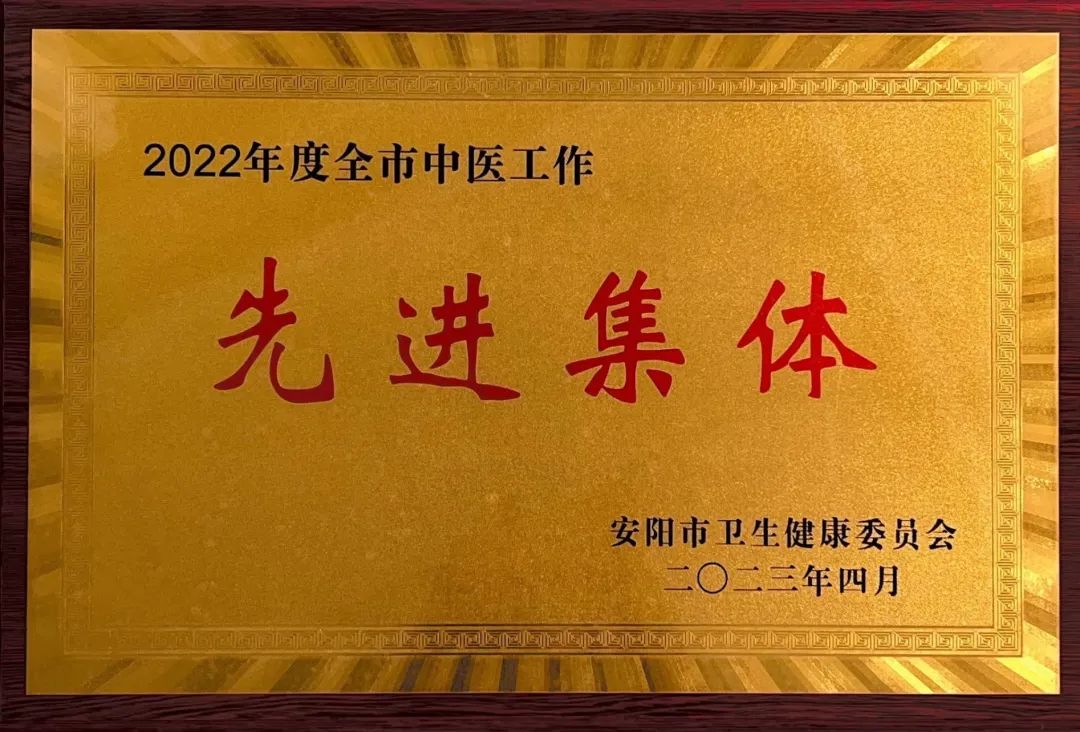 2022年度全市中医工作
先进集体
安阳市卫生健康委员会
二〇二三年四月